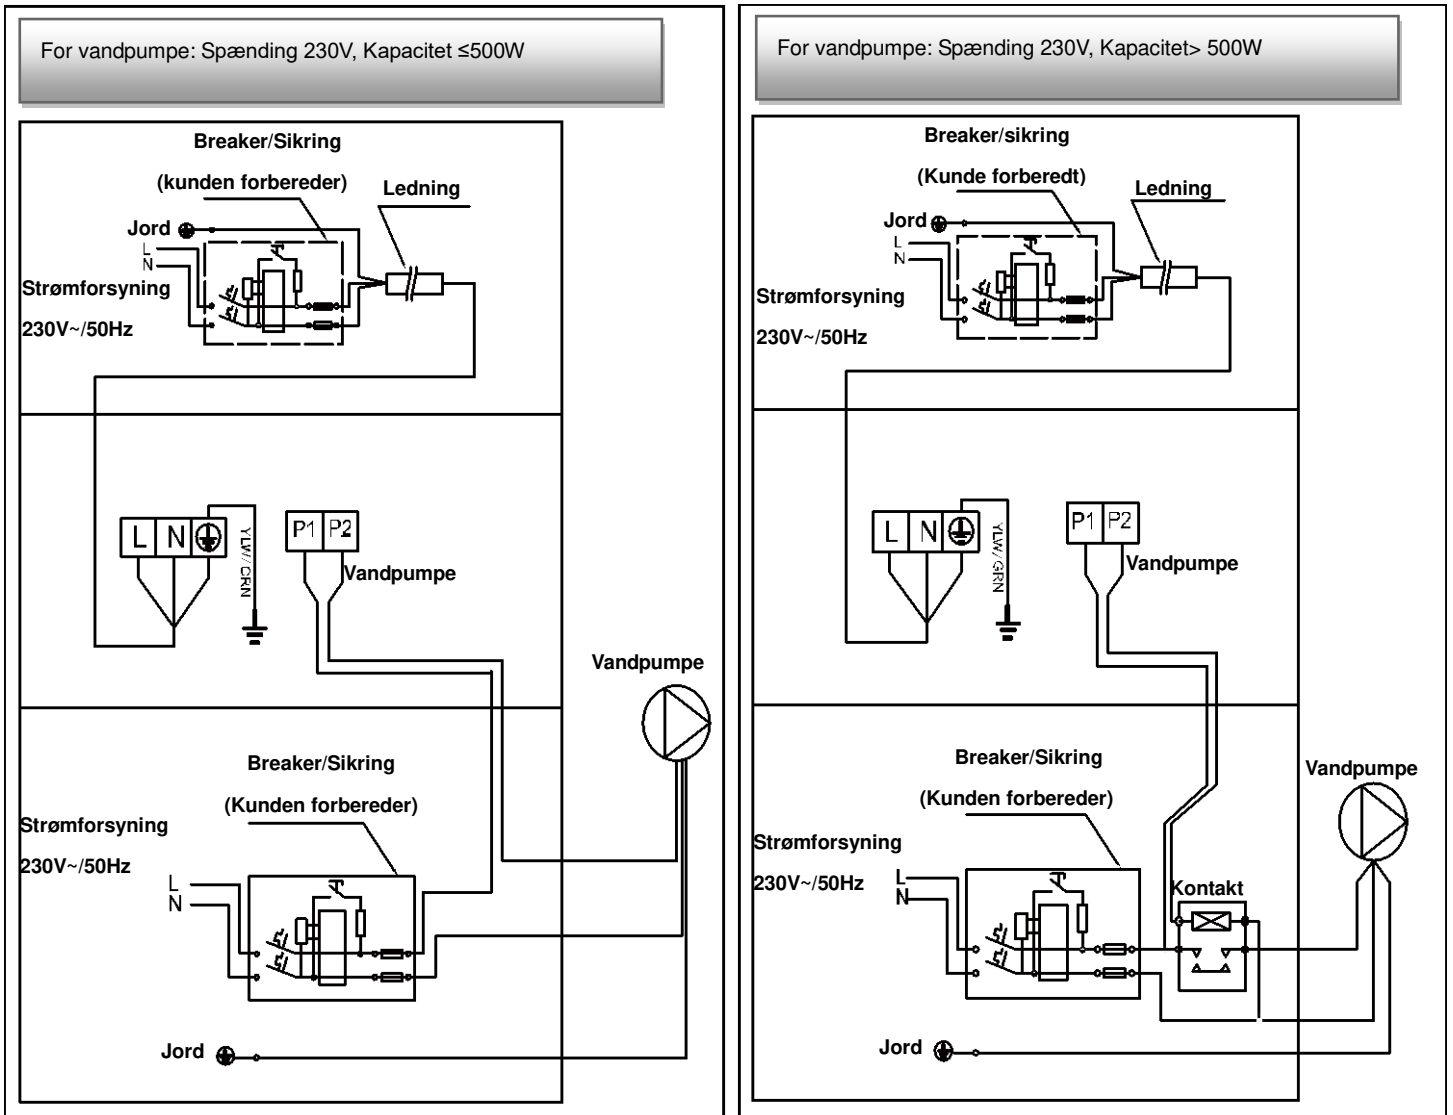 For vandpumpe: Spænding 230V, Kapacitet ≤500W
Breaker/Sikring
(kunden forbereder)
Ledning
Jord
L
N
Strømforsyning
230V~/50Hz
L N
YLW/GRN
P1 P2
Vandpumpe
Vandpumpe
Breaker/Sikring
(Kunden forbereder)
Strømforsyning
230V~/50Hz
L
N
Jord
For vandpumpe: Spænding 230V, Kapacitet> 500W
Breaker/sikring
(Kunde forberedt)
Ledning
Jord
L
N
Strømforsyning
230V~/50Hz
L N
YLW/GRN
P1 P2
Vandpumpe
Breaker/Sikring
Vandpumpe
(Kunden forbereder)
Strømforsyning
230V~/50Hz
L
N
Kontakt
Jord